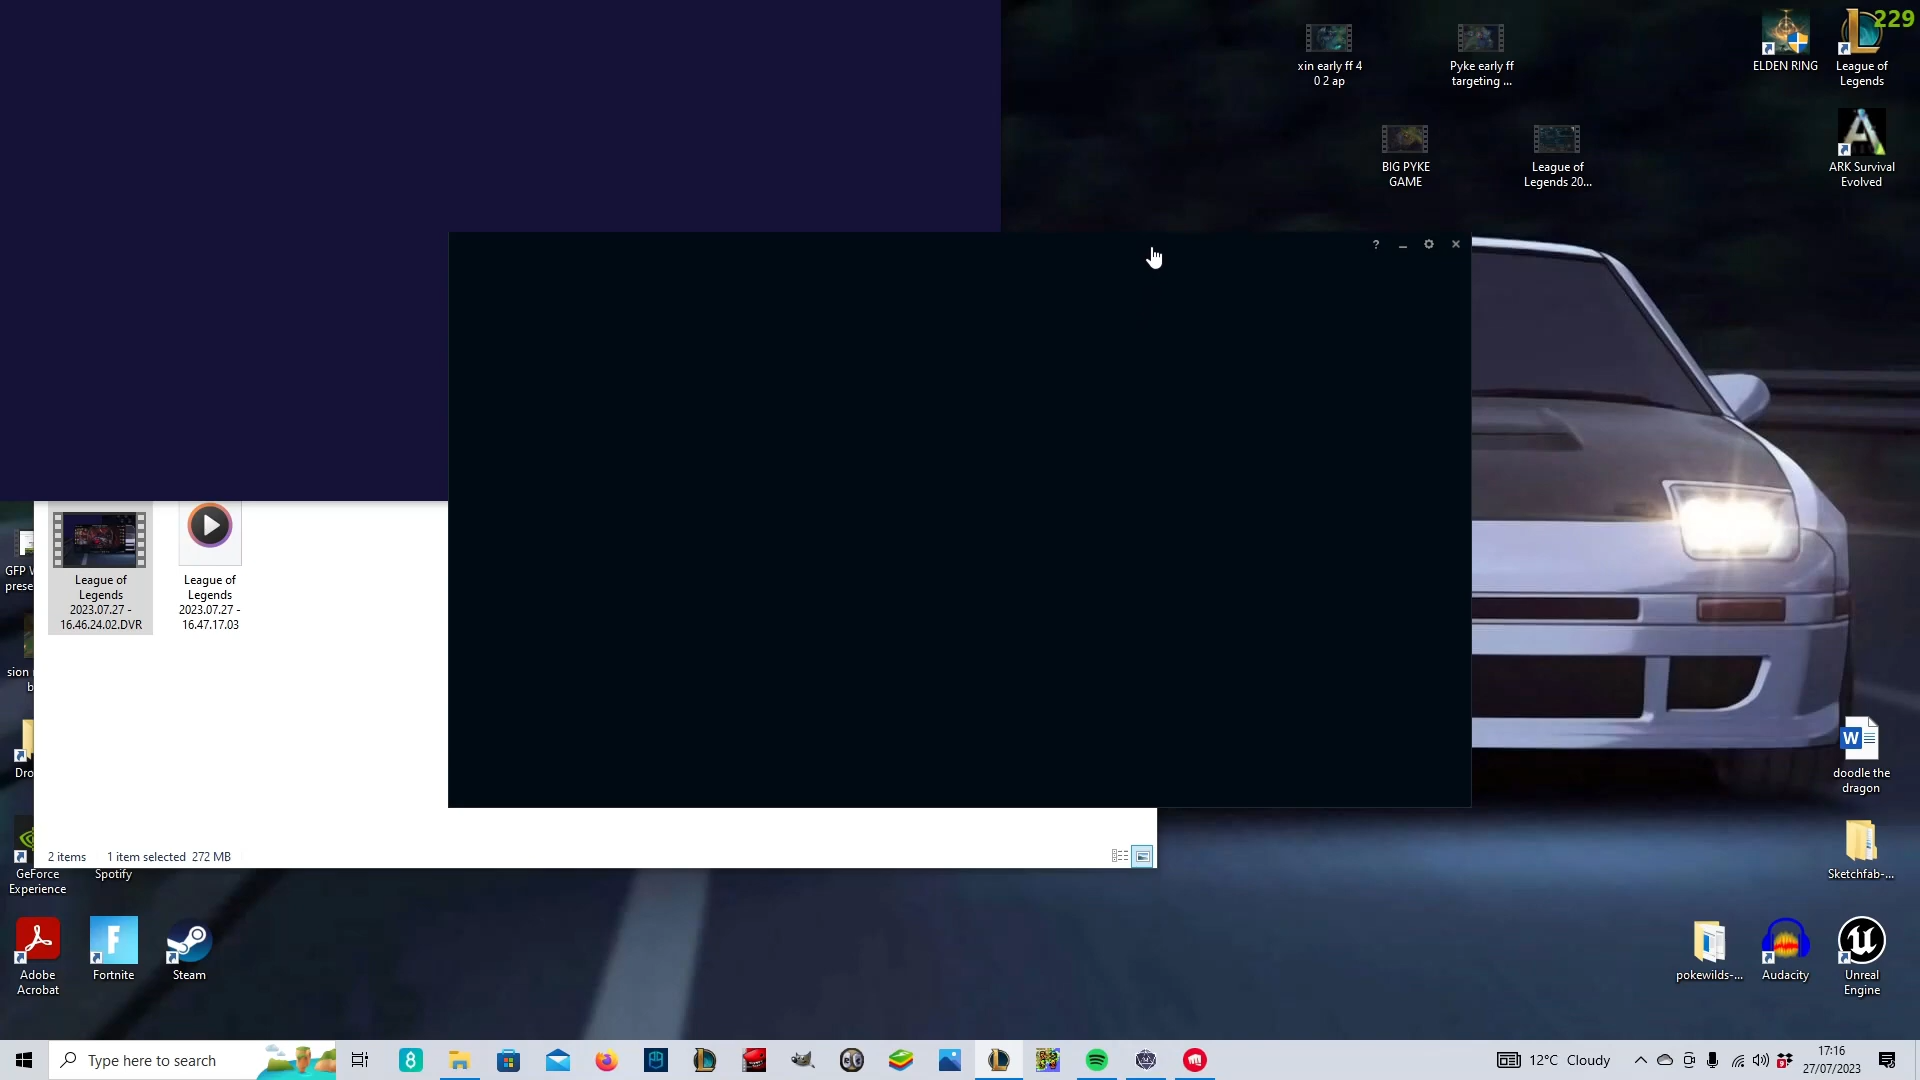 229
xin early ff 4
0 2 ap
Pyke early ff
targeting ...
ELDEN RING
League of
Legends
BIG PYKE
GAME
League of
Legends 20...
ARK Survival
Evolved
?
GFP
prese
League of
Legends
2023.07.27 -
16.46.24.02.DVR
League of
Legends
2023.07.27 -
16.47.17.03
sion
b
Dro
W
doodle the
dragon
2 items
1 item selected 272 MB
GeForce
Experience
Spotify
Sketchfab-...
Adobe
Acrobat
Fortnite
Steam
pokewilds-...
Audacity
Unreal
Engine
Type here to search
12°C Cloudy
17:16
27/07/2023